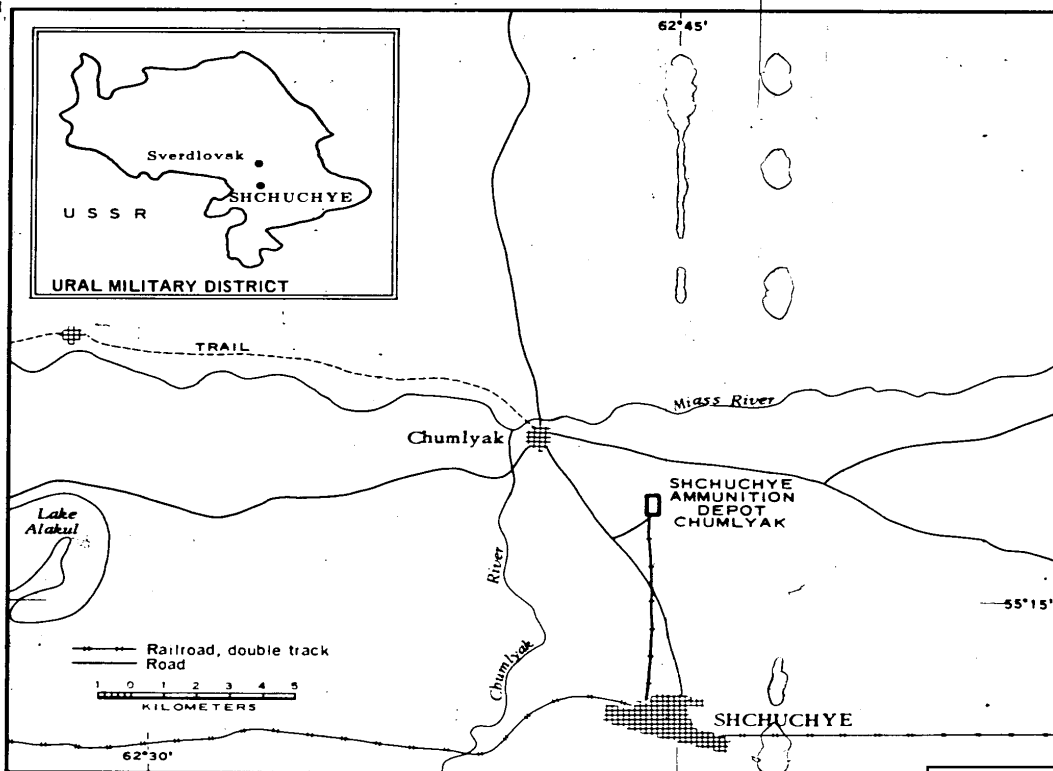 62°45'
Sverdlovsk
SHCHUCHYE
U S S R
URAL MILITARY DISTRICT
TRAIL
Miass River
Chumlyak
SHCHUCHYE
AMMUNITION
DEPOT
CHUMLYAK
Lake
Alakul
River
Chumlyak
55°15'
Railroad, double track
Road
1 0 1 2 3 4 5
KILOMETERS
SHCHUCHYE
62°30'